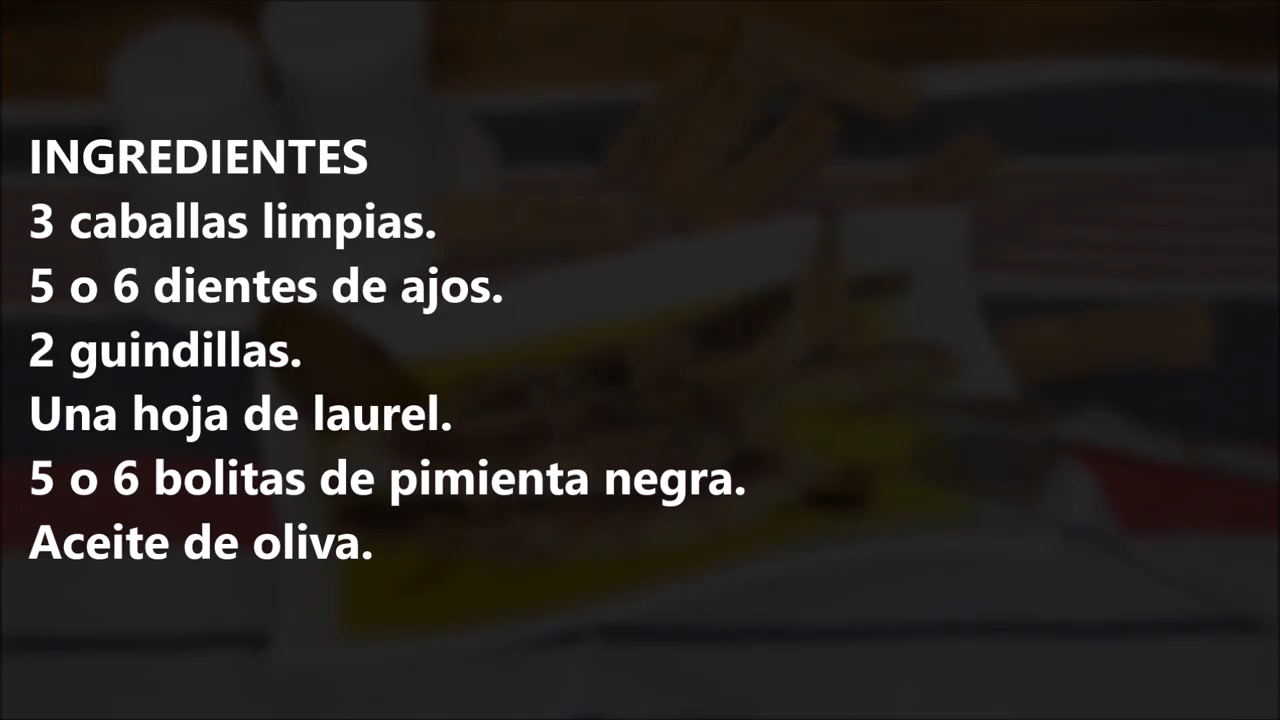 INGREDIENTES
3 caballas limpias.
5 o 6 dientes de ajos.
2 guindillas.
Una hoja de laurel.
5 o 6 bolitas de pimienta negra.
Aceite de oliva.